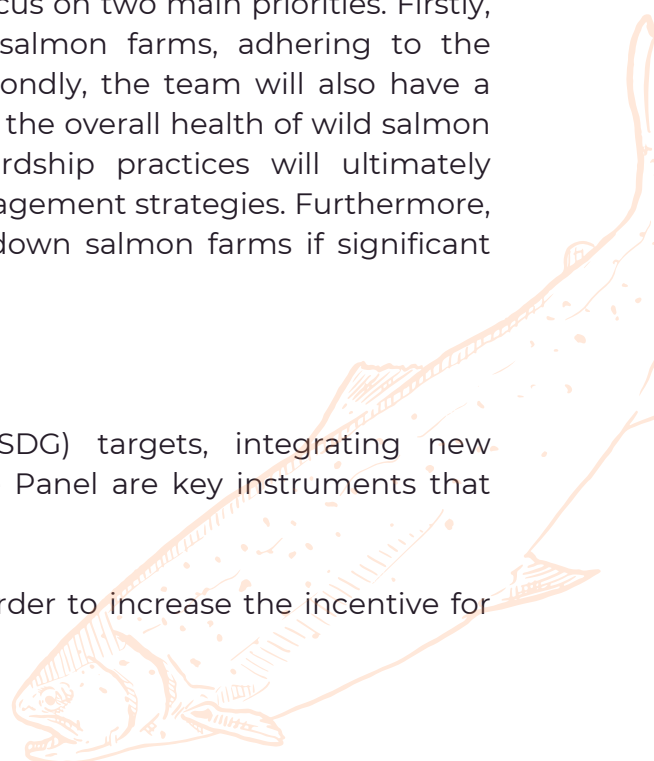 cus on two main priorities. Firstly,
salmon farms, adhering to the
ondly, the team will also have a
the overall health of wild salmon
rdship practices will ultimately
agement strategies. Furthermore,
down salmon farms if significant
SDG) targets, integrating new
Panel are key instruments that
rder to increase the incentive for